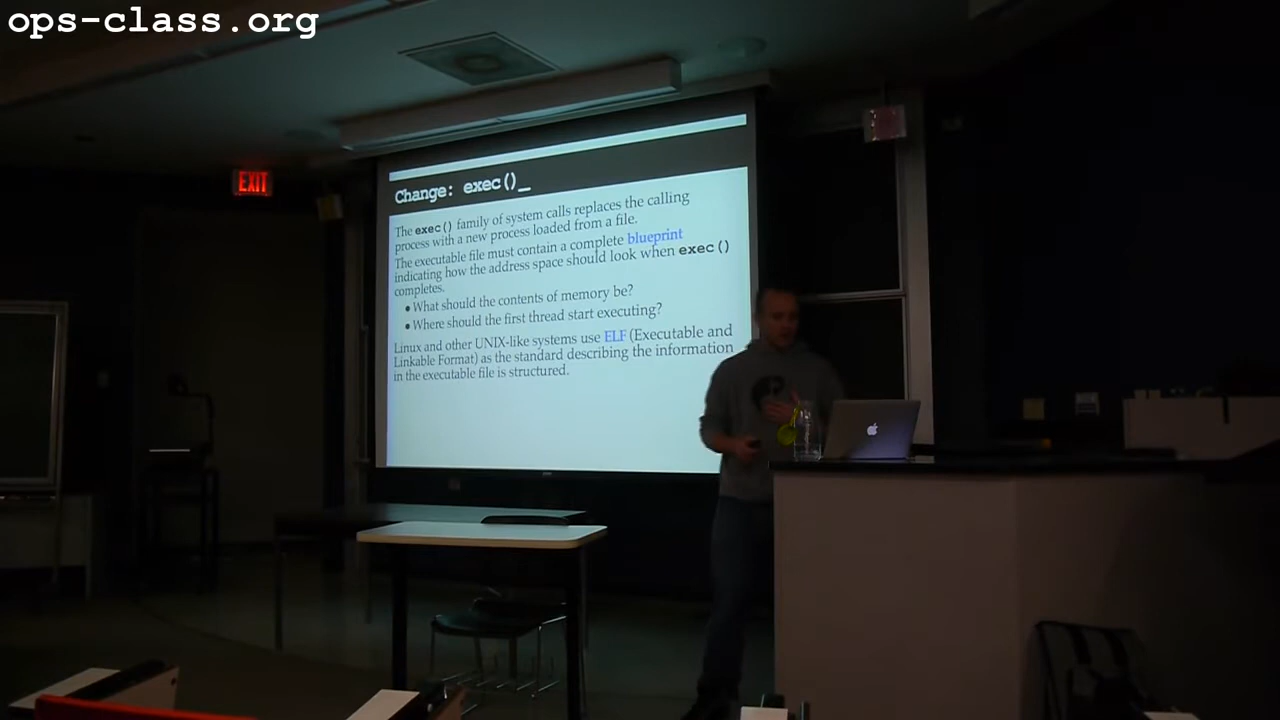 ops-class.org
EXIT
Change: exec()_
The exec() family of system calls replaces the calling
process with a new process loaded from a file.
The executable file must contain a complete blueprint
indicating how the address space should look when exec()
completes.
• What should the contents of memory be?
• Where should the first thread start executing?
Linux and other UNIX-like systems use ELF (Executable and
Linkable Format) as the standard describing the information
in the executable file is structured.